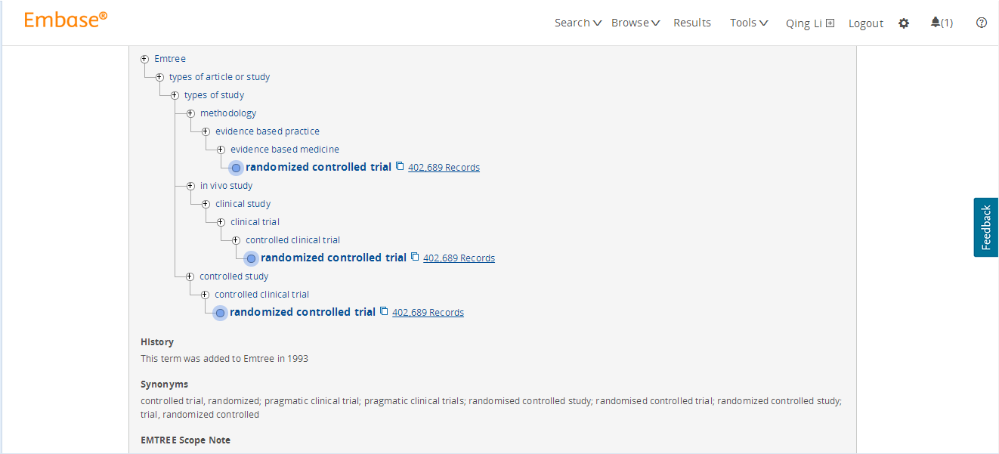 Embase®
Search Browse Results Tools Qing Li Logout (1)
Emtree
types of article or study
types of study
methodology
evidence based practice
evidence based medicine
randomized controlled trial 402,689 Records
in vivo study
clinical study
clinical trial
controlled clinical trial
randomized controlled trial 402,689 Records
controlled study
controlled clinical trial
randomized controlled trial 402,689 Records
Feedback
History
This term was added to Emtree in 1993
Synonyms
controlled trial, randomized; pragmatic clinical trial; pragmatic clinical trials; randomised controlled study; randomised controlled trial; randomized controlled study;
trial, randomized controlled
EMTREE Scope Note